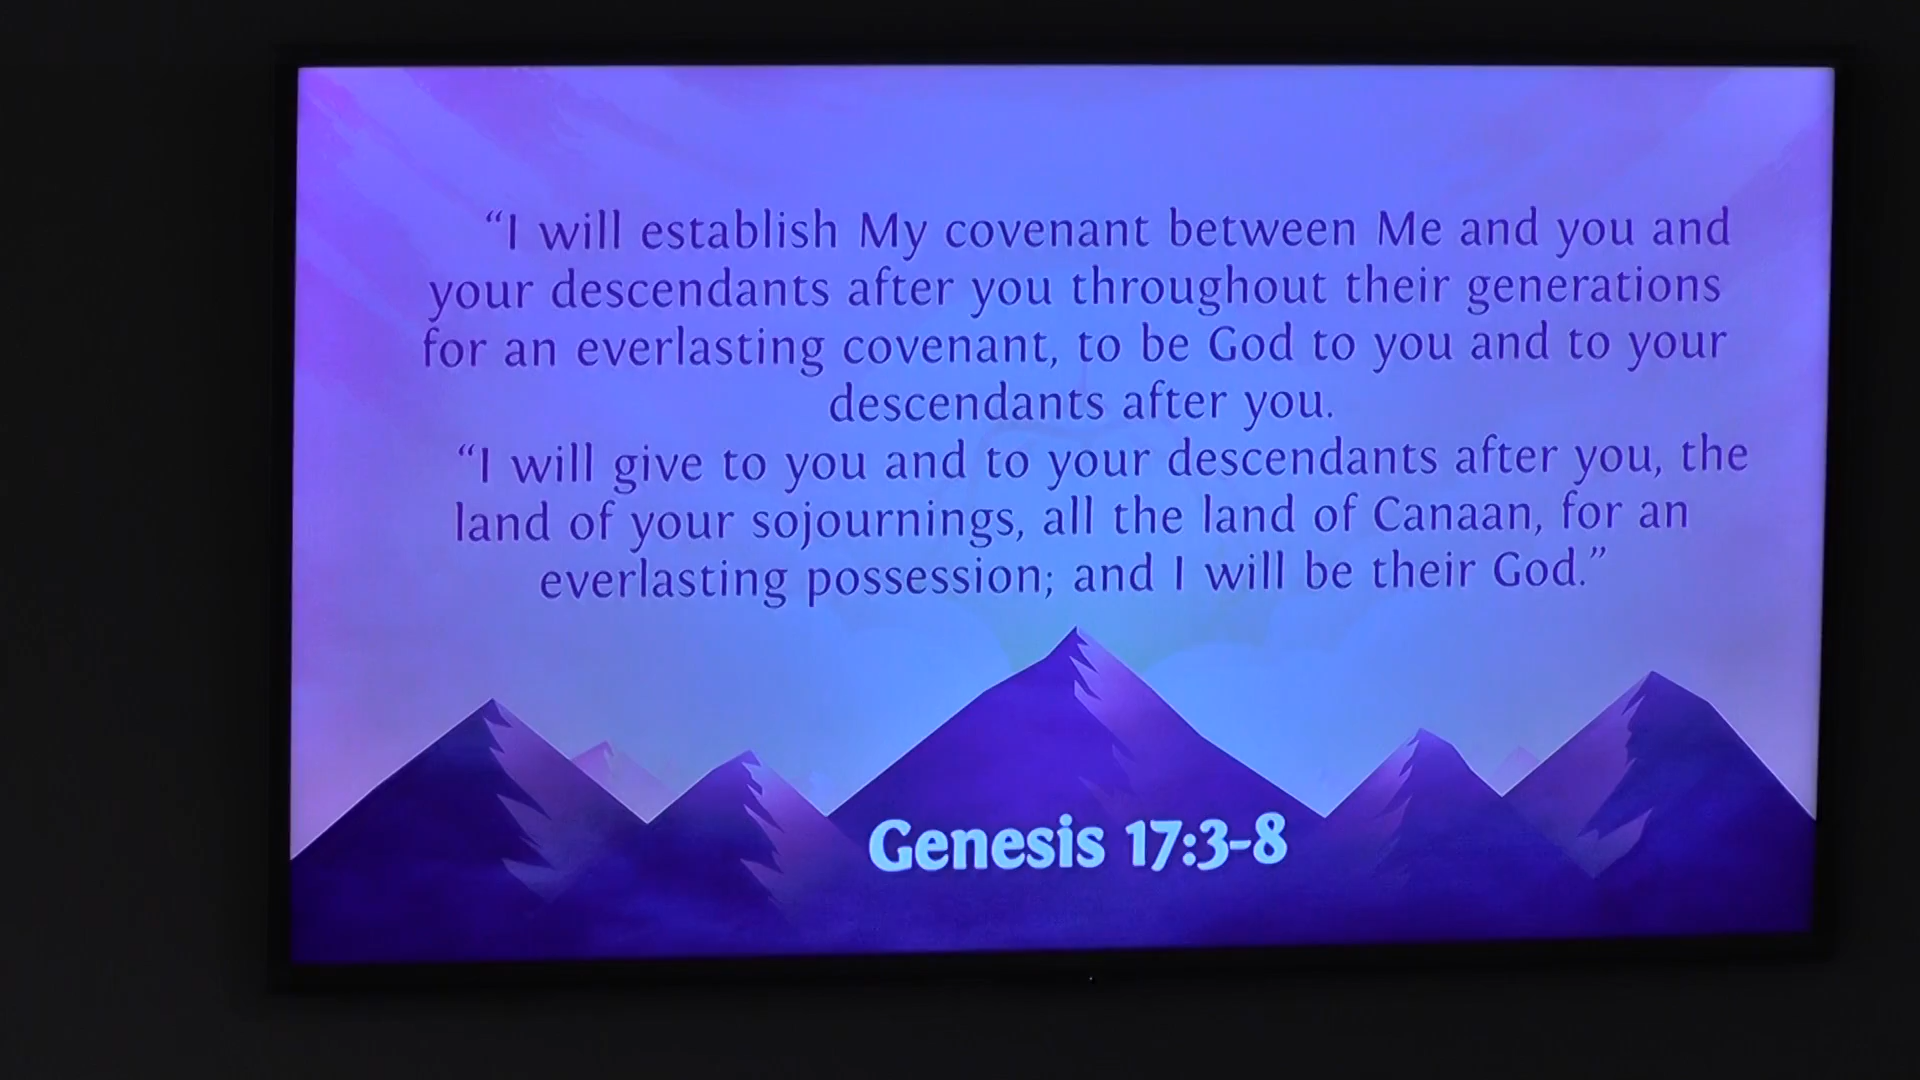 “I will establish My covenant between Me and you and
your descendants after you throughout their generations
for an everlasting covenant, to be God to you and to your
descendants after you.
“I will give to you and to your descendants after you, the
land of your sojournings, all the land of Canaan, for an
everlasting possession; and I will be their God.”
Genesis 17:3-8